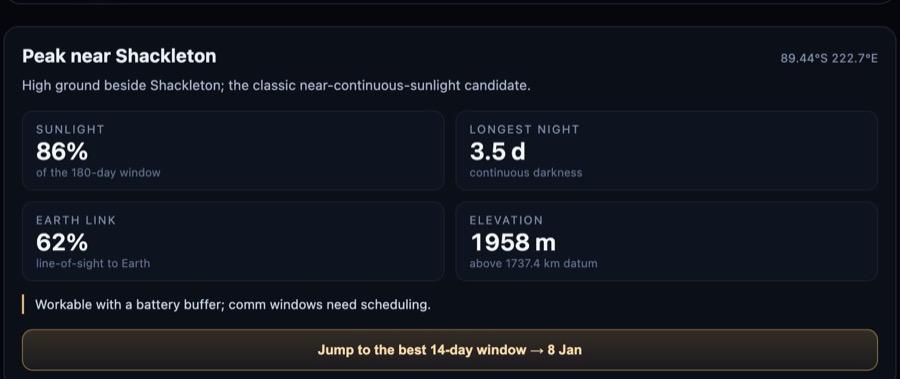 Peak near Shackleton
89.44°S 222.7°E
High ground beside Shackleton; the classic near-continuous-sunlight candidate.
SUNLIGHT
86%
of the 180-day window
LONGEST NIGHT
3.5 d
continuous darkness
EARTH LINK
62%
line-of-sight to Earth
ELEVATION
1958 m
above 1737.4 km datum
Workable with a battery buffer; comm windows need scheduling.
Jump to the best 14-day window → 8 Jan